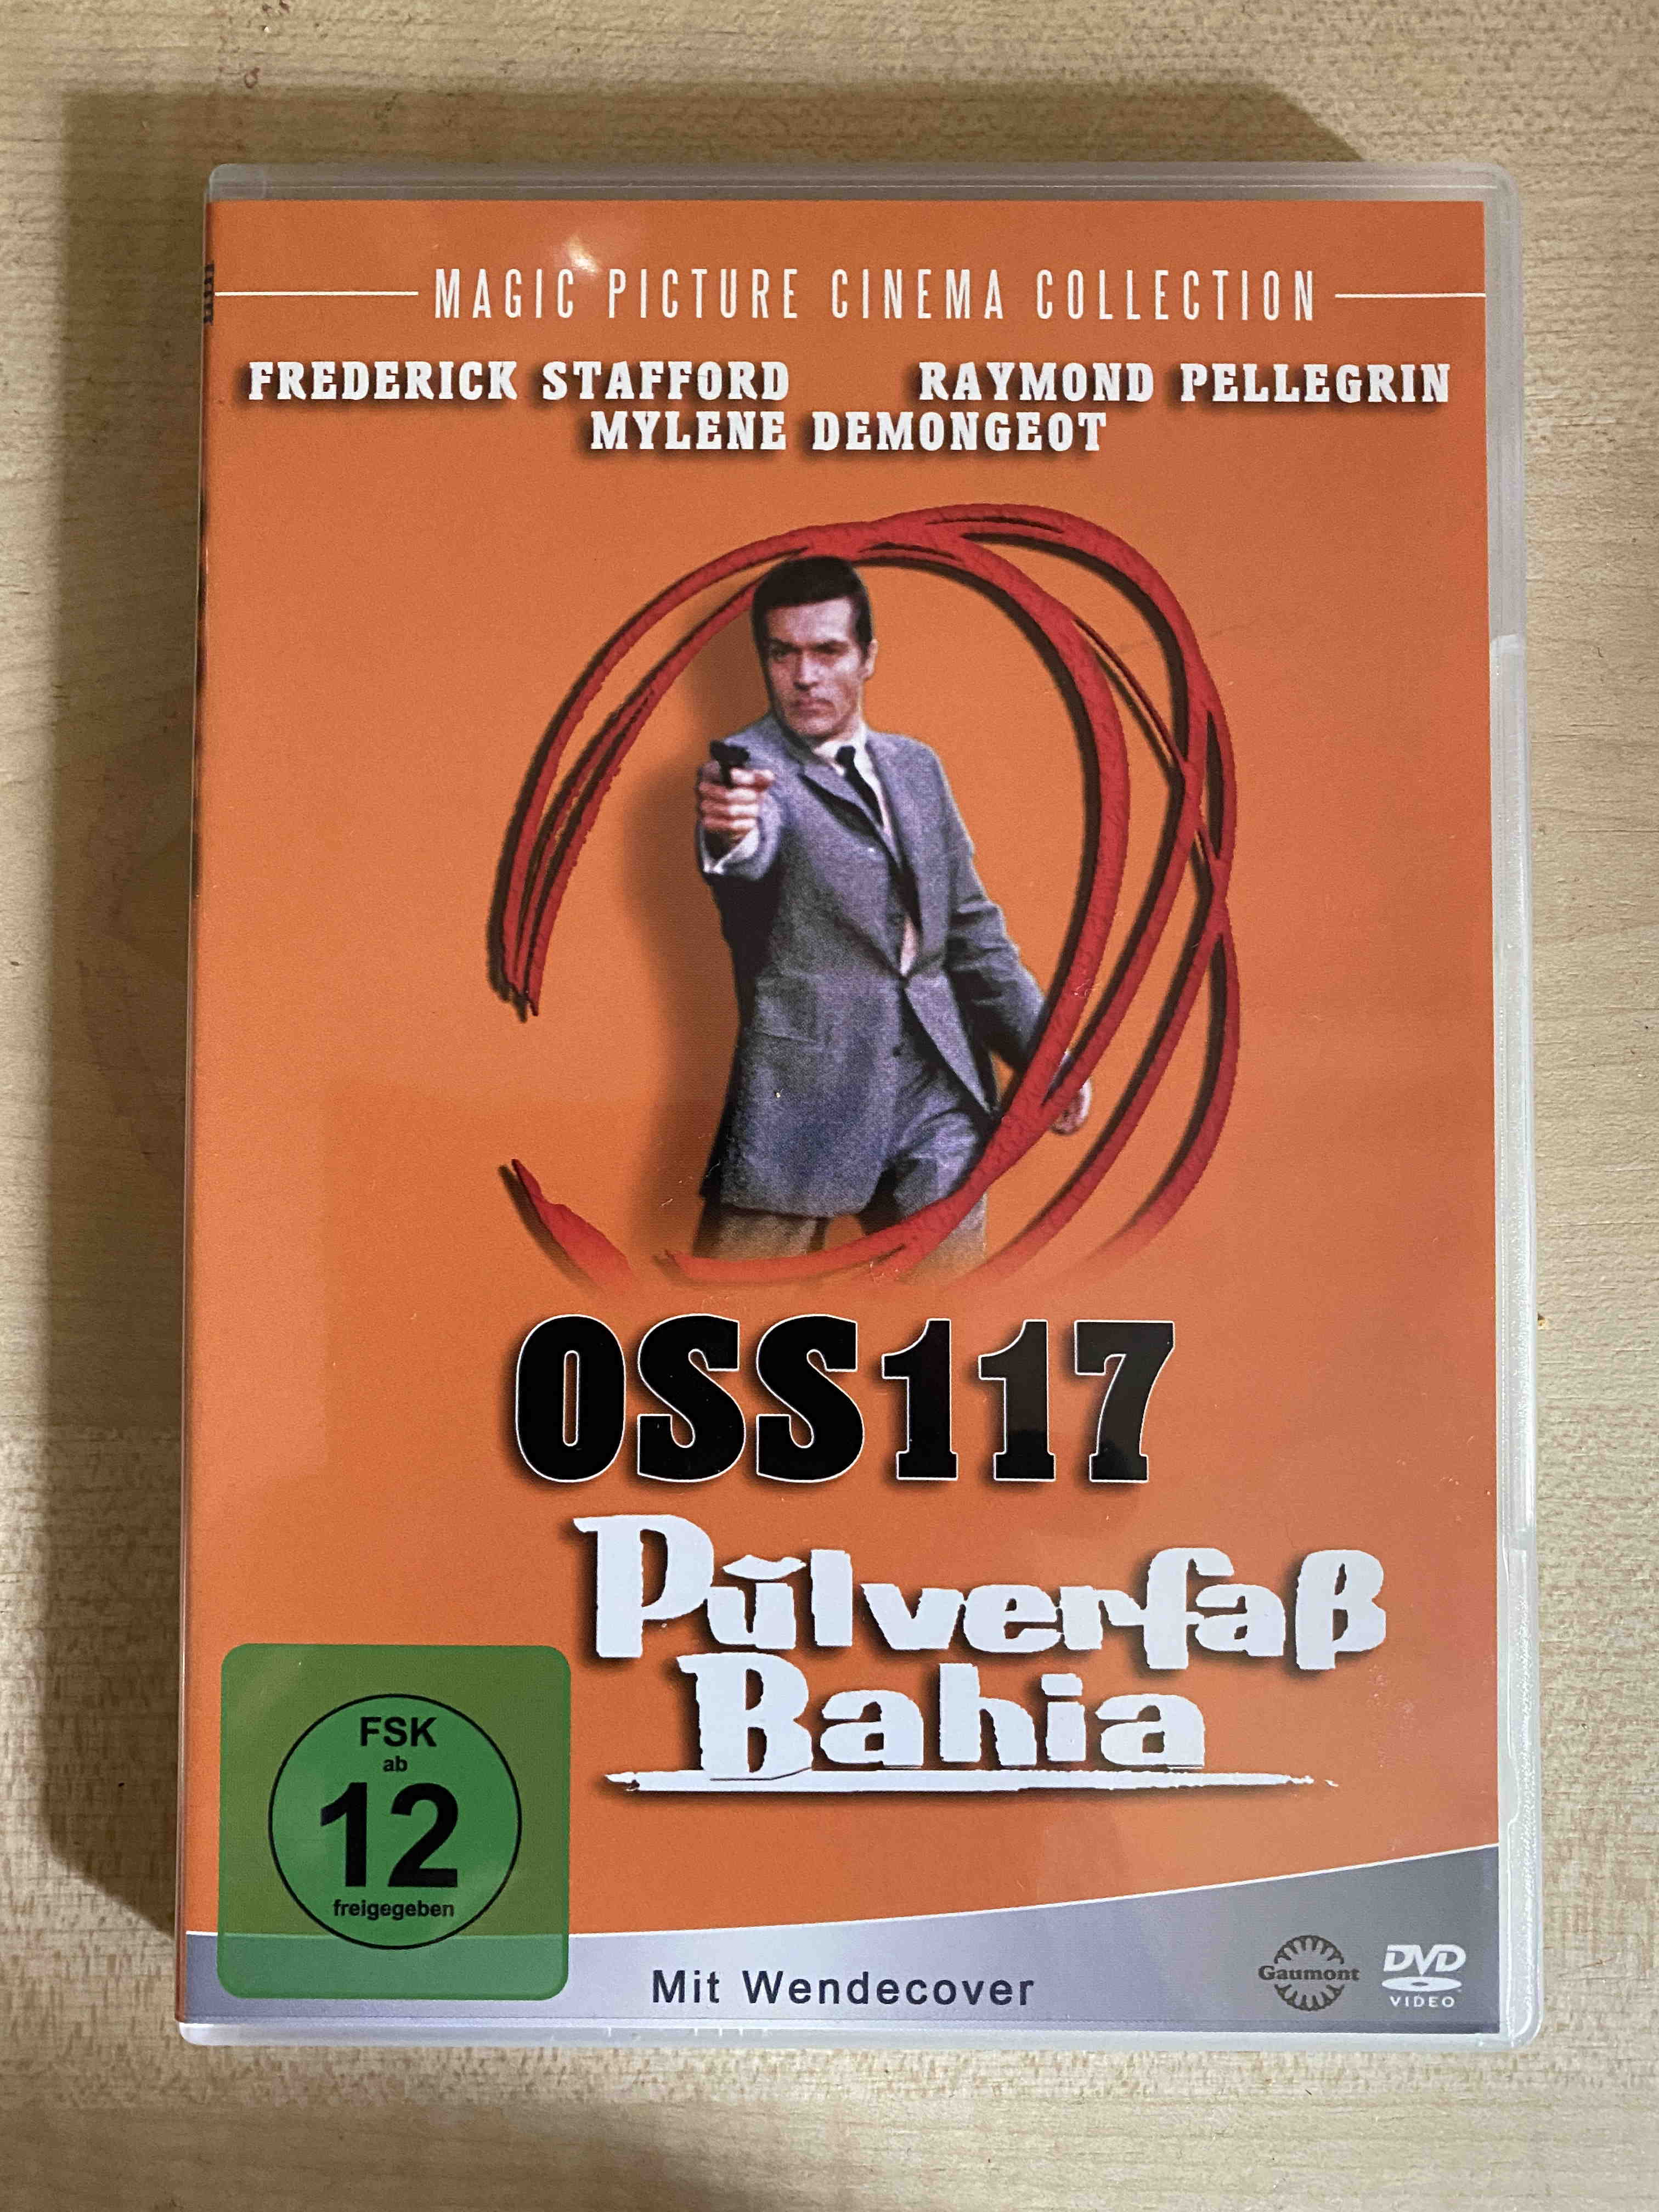 MAGIC PICTURE CINEMA COLLECTION
FREDERICK STAFFORD RAYMOND PELLEGRIN
MYLENE DEMONGEOT
OSS117
Pulverfaß
Bahia
FSK
ab
12
freigegeben
Mit Wendecover
Gaumont
DVD
VIDEO